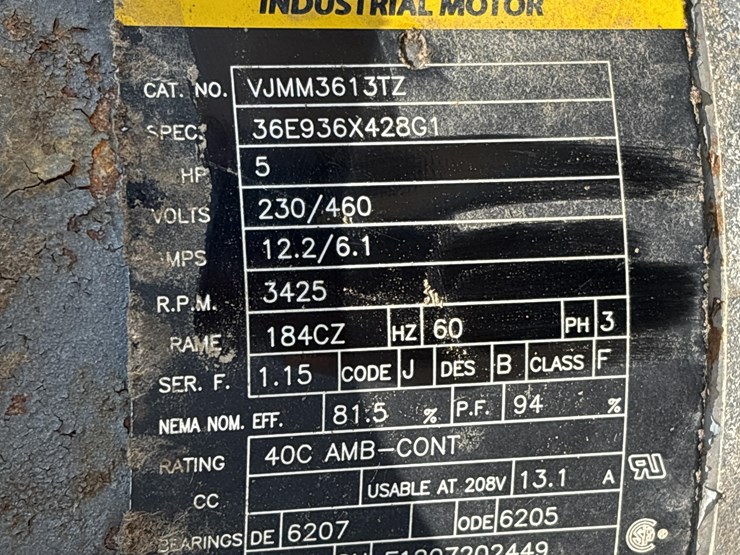 INDUSTRIAL MOTOR
CAT. NO. VJMM3613TZ
SPEC. 36E936X428G1
HP 5
VOLTS 230/460
AMPS 12.2/6.1
R.P.M. 3425
RAME 184CZ HZ 60 PH 3
SER. F. 1.15 CODE J DES B CLASS F
NEMA NOM. EFF. 81.5 % P.F. 94 %
RATING 40C AMB-CONT
CC USABLE AT 208V 13.1 A
BEARINGS DE 6207 ODE 6205